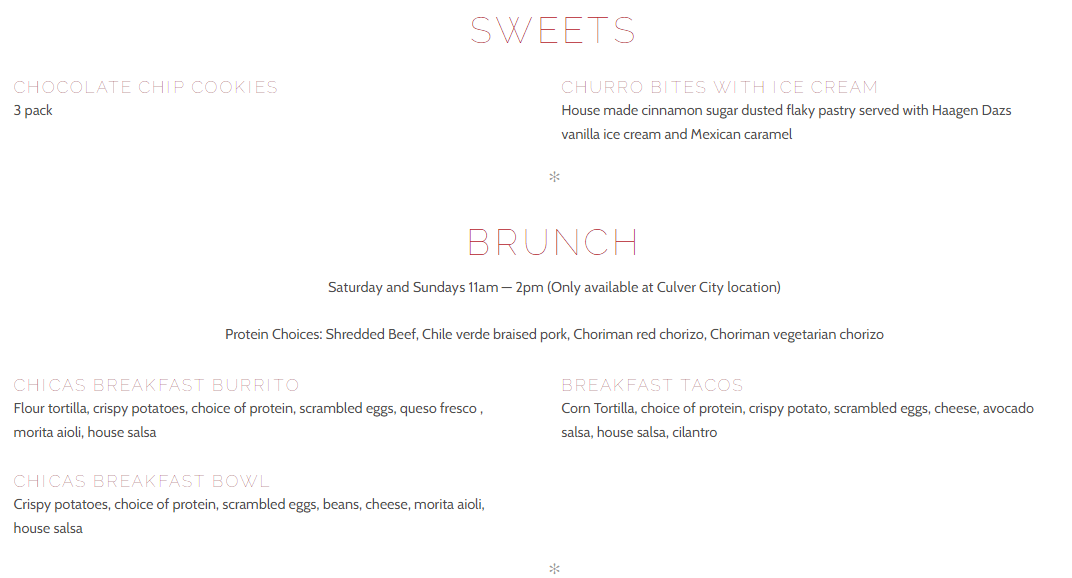 SWEETS
CHOCOLATE CHIP COOKIES
3 pack
CHURRO BITES WITH ICE CREAM
House made cinnamon sugar dusted flaky pastry served with Haagen Dazs
vanilla ice cream and Mexican caramel
*
BRUNCH
Saturday and Sundays 11am — 2pm (Only available at Culver City location)
Protein Choices: Shredded Beef, Chile verde braised pork, Choriman red chorizo, Choriman vegetarian chorizo
CHICAS BREAKFAST BURRITO
Flour tortilla, crispy potatoes, choice of protein, scrambled eggs, queso fresco ,
morita aioli, house salsa
BREAKFAST TACOS
Corn Tortilla, choice of protein, crispy potato, scrambled eggs, cheese, avocado
salsa, house salsa, cilantro
CHICAS BREAKFAST BOWL
Crispy potatoes, choice of protein, scrambled eggs, beans, cheese, morita aioli,
house salsa
*